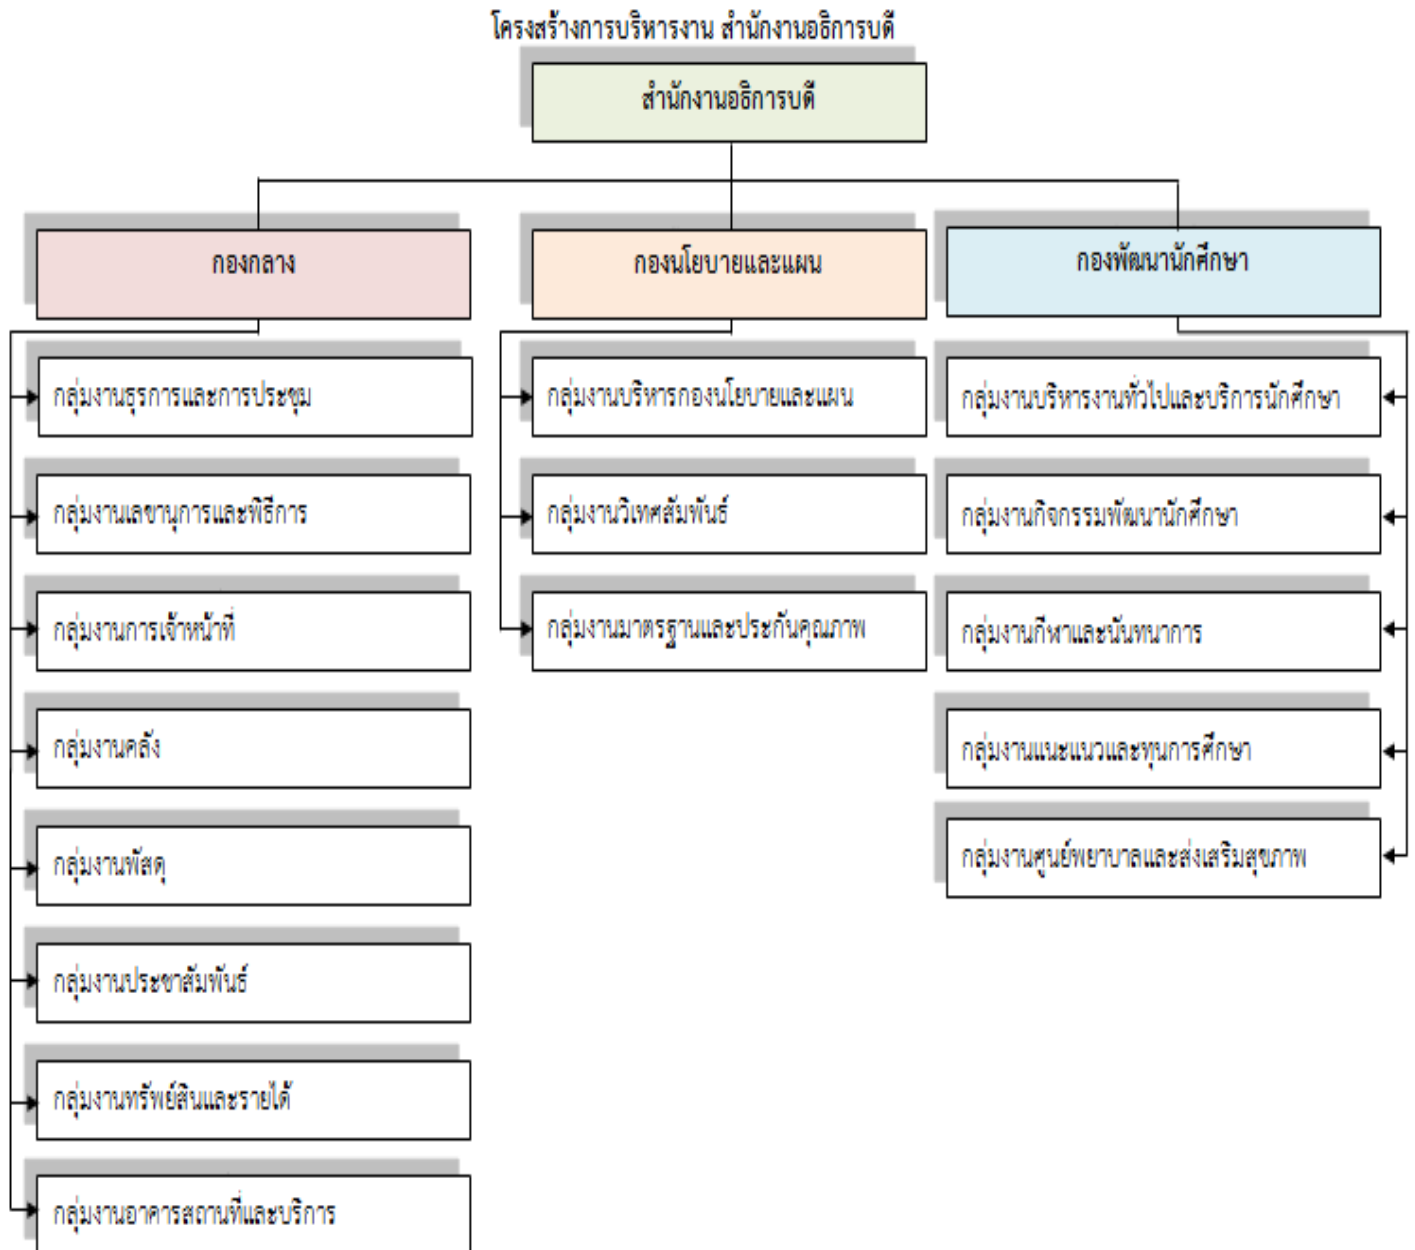 โครงสร้างการบริหารงาน สำนักงานอธิการบดี
สำนักงานอธิการบดี
กองกลาง
กลุ่มงานธุรการและการประชุม
กลุ่มงานเลขานุการและพิธีการ
กลุ่มงานการเจ้าหน้าที่
กลุ่มงานคลัง
กลุ่มงานพัสดุ
กลุ่มงานประชาสัมพันธ์
กลุ่มงานทรัพย์สินและรายได้
กลุ่มงานอาคารสถานที่และบริการ
กองนโยบายและแผน
กลุ่มงานบริหารกองนโยบายและแผน
กลุ่มงานวิเทศสัมพันธ์
กลุ่มงานมาตรฐานและประกันคุณภาพ
กองพัฒนานักศึกษา
กลุ่มงานบริหารงานทั่วไปและบริการนักศึกษา
กลุ่มงานกิจกรรมพัฒนานักศึกษา
กลุ่มงานกีฬาและนันทนาการ
กลุ่มงานแนะแนวและทุนการศึกษา
กลุ่มงานศูนย์พยาบาลและส่งเสริมสุขภาพ